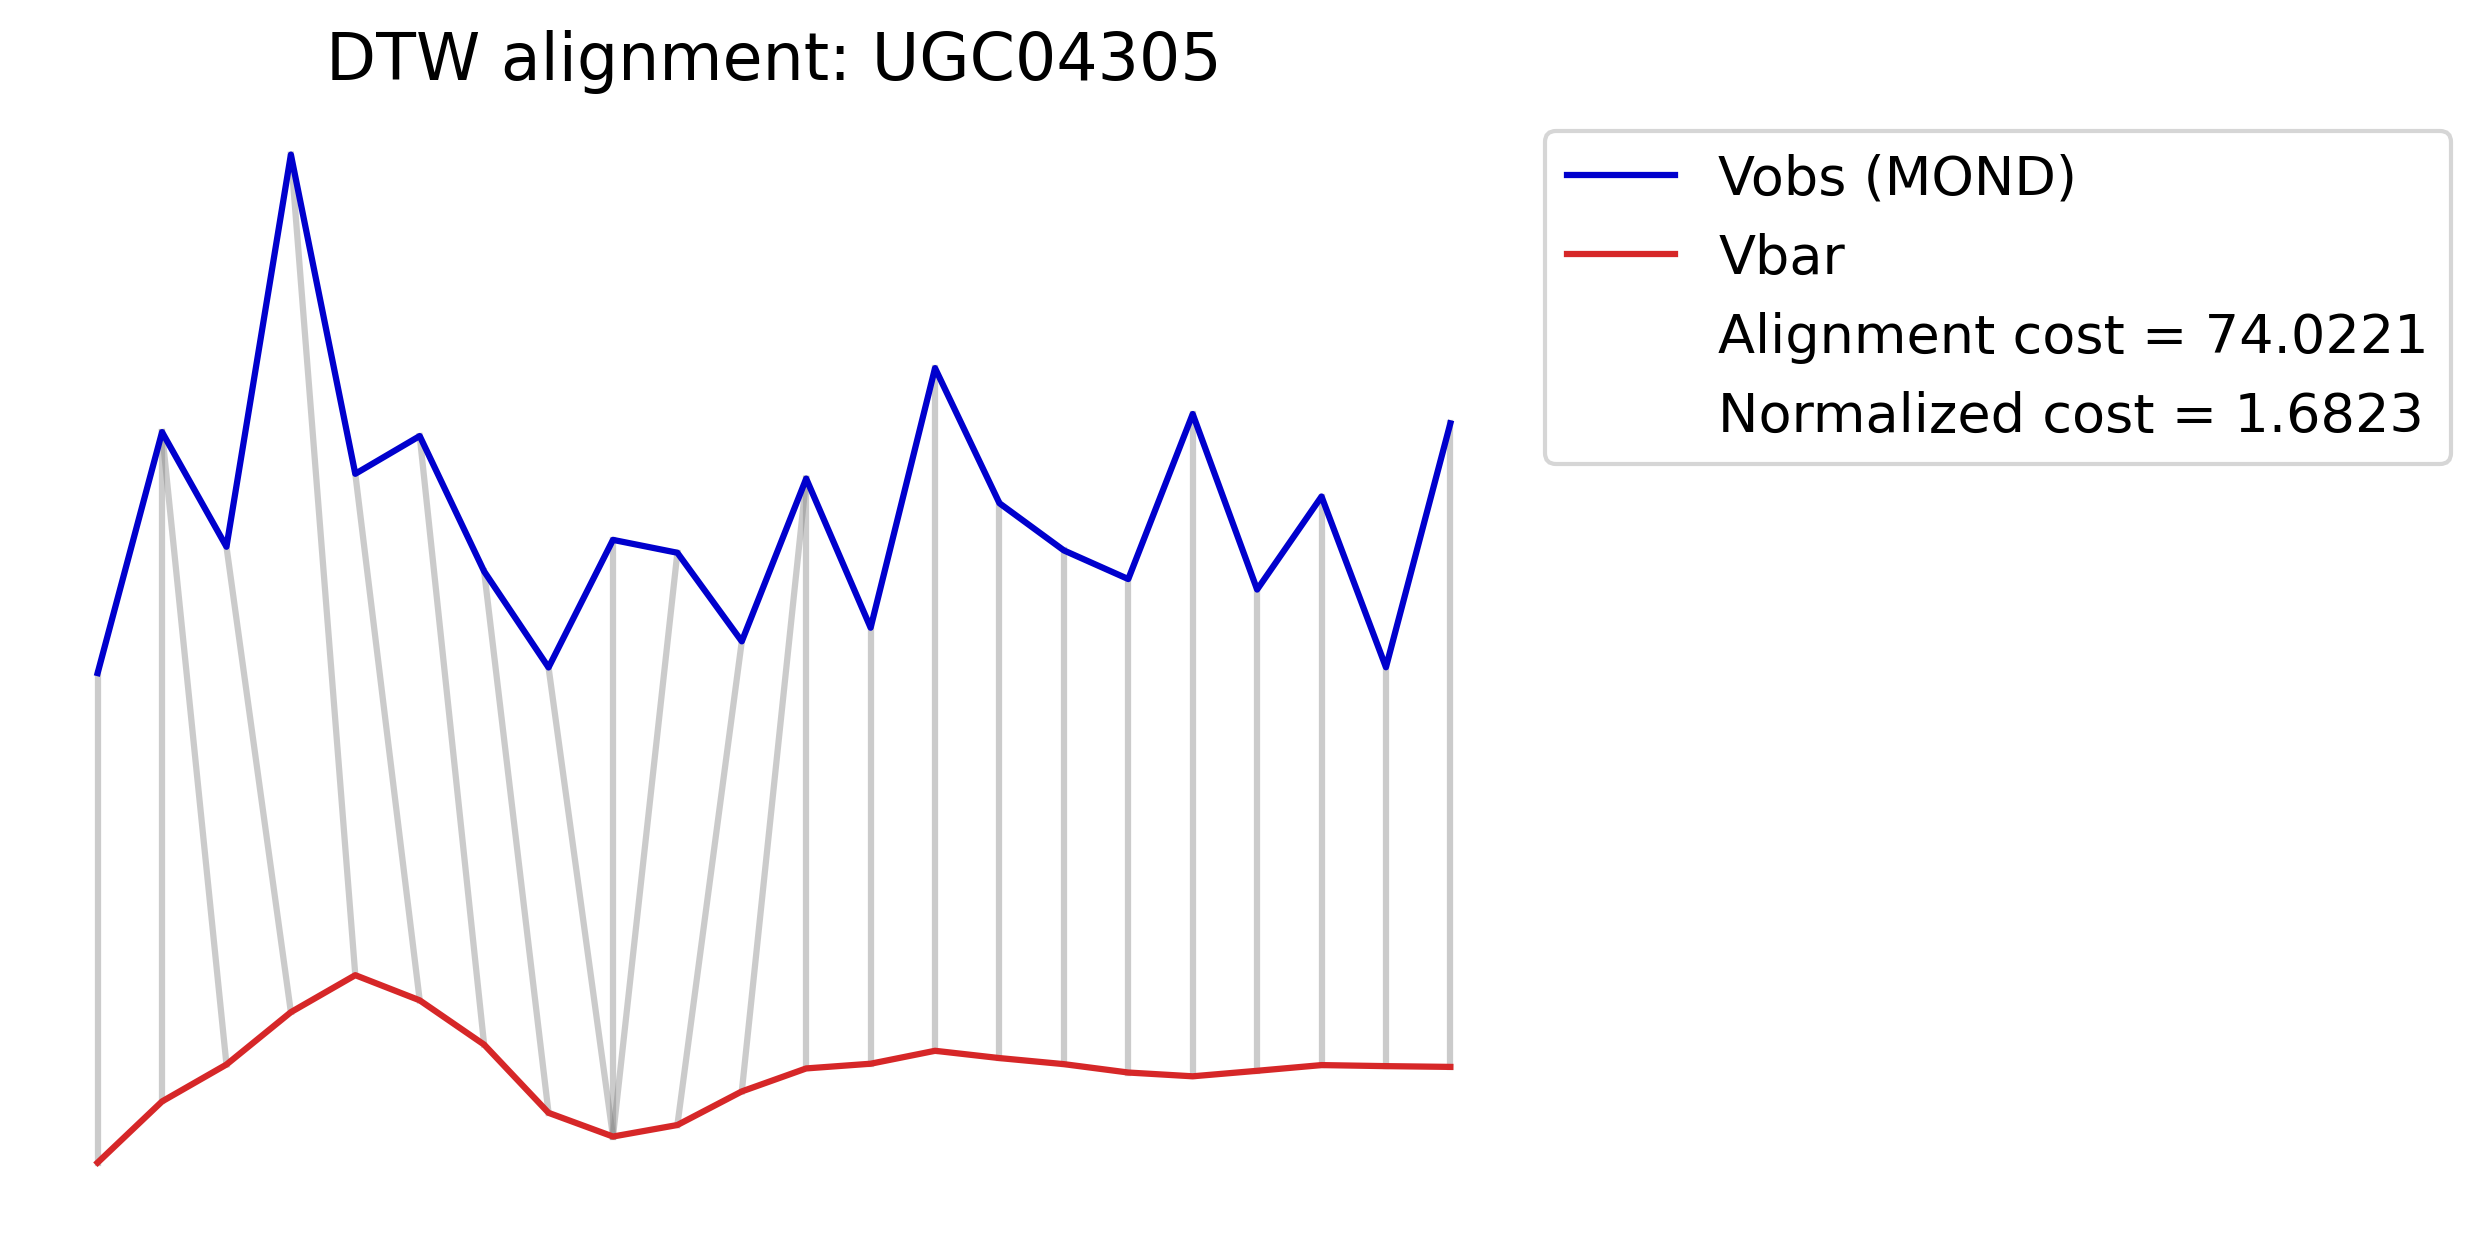 DTW alignment: UGC04305
Vobs (MOND)
Vbar
Alignment cost = 74.0221
Normalized cost = 1.6823